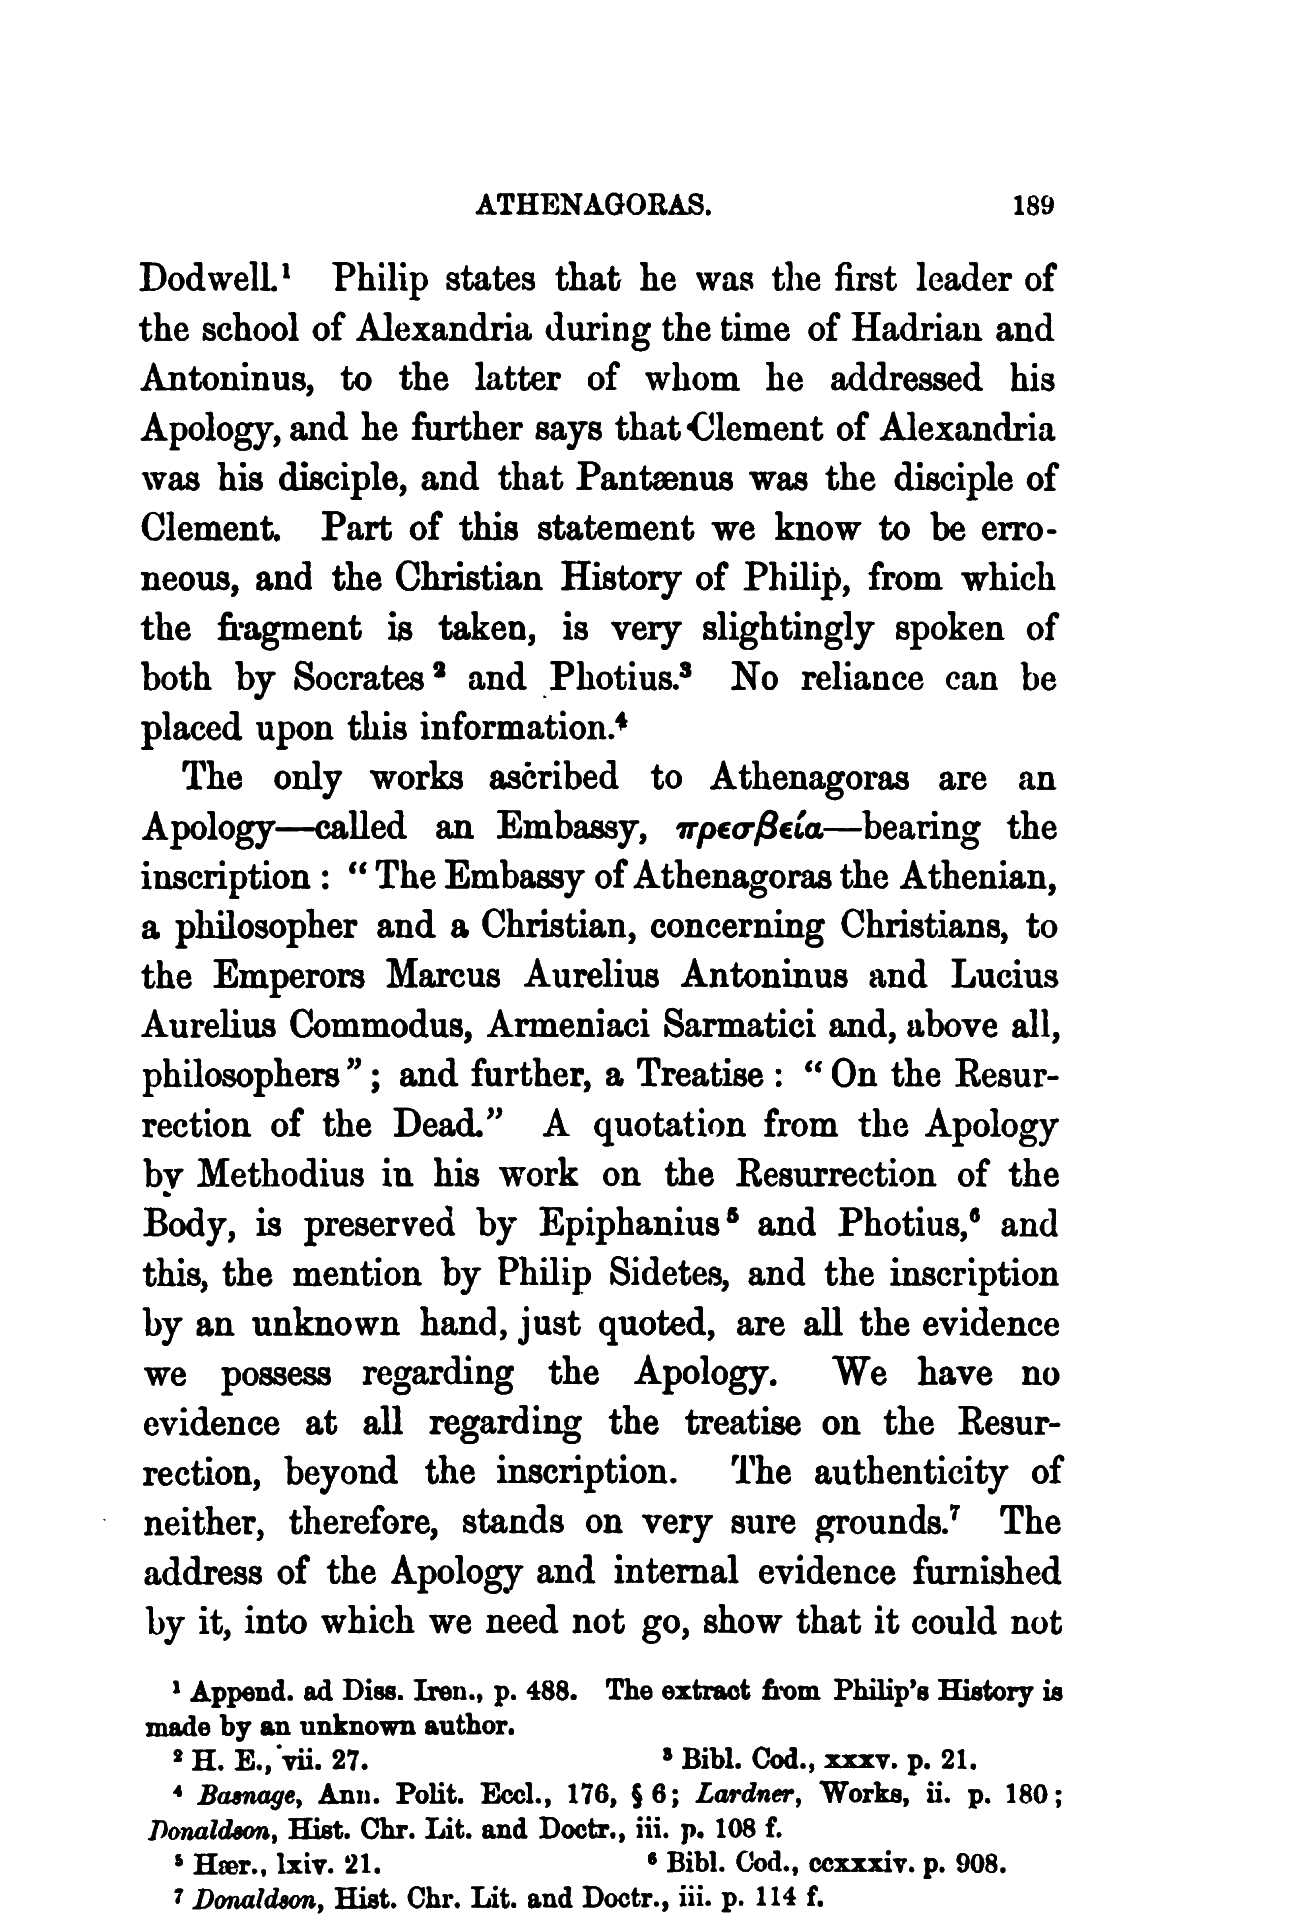 ATHENAGORAS. 189
Dodwell.¹ Philip states that he was the first leader of
the school of Alexandria during the time of Hadrian and
Antoninus, to the latter of whom he addressed his
Apology, and he further says that Clement of Alexandria
was his disciple, and that Pantænus was the disciple of
Clement. Part of this statement we know to be erro-
neous, and the Christian History of Philip, from which
the fragment is taken, is very slightingly spoken of
both by Socrates² and Photius.³ No reliance can be
placed upon this information.⁴
The only works ascribed to Athenagoras are an
Apology—called an Embassy, πρεσβεία—bearing the
inscription: “The Embassy of Athenagoras the Athenian,
a philosopher and a Christian, concerning Christians, to
the Emperors Marcus Aurelius Antoninus and Lucius
Aurelius Commodus, Armeniaci Sarmatici and, above all,
philosophers”; and further, a Treatise: “On the Resur-
rection of the Dead.” A quotation from the Apology
by Methodius in his work on the Resurrection of the
Body, is preserved by Epiphanius⁵ and Photius,⁶ and
this, the mention by Philip Sidetes, and the inscription
by an unknown hand, just quoted, are all the evidence
we possess regarding the Apology. We have no
evidence at all regarding the treatise on the Resur-
rection, beyond the inscription. The authenticity of
neither, therefore, stands on very sure grounds.⁷ The
address of the Apology and internal evidence furnished
by it, into which we need not go, show that it could not
¹ Append. ad Diss. Iren., p. 488. The extract from Philip's History is
made by an unknown author.
² H. E., vii. 27. ³ Bibl. Cod., xxxv. p. 21.
⁴ Basnage, Ann. Polit. Eccl., 176, § 6; Lardner, Works, ii. p. 180;
Donaldson, Hist. Chr. Lit. and Doctr., iii. p. 108 f.
⁵ Hær., lxiv. 21. ⁶ Bibl. Cod., ccxxxiv. p. 908.
⁷ Donaldson, Hist. Chr. Lit. and Doctr., iii. p. 114 f.